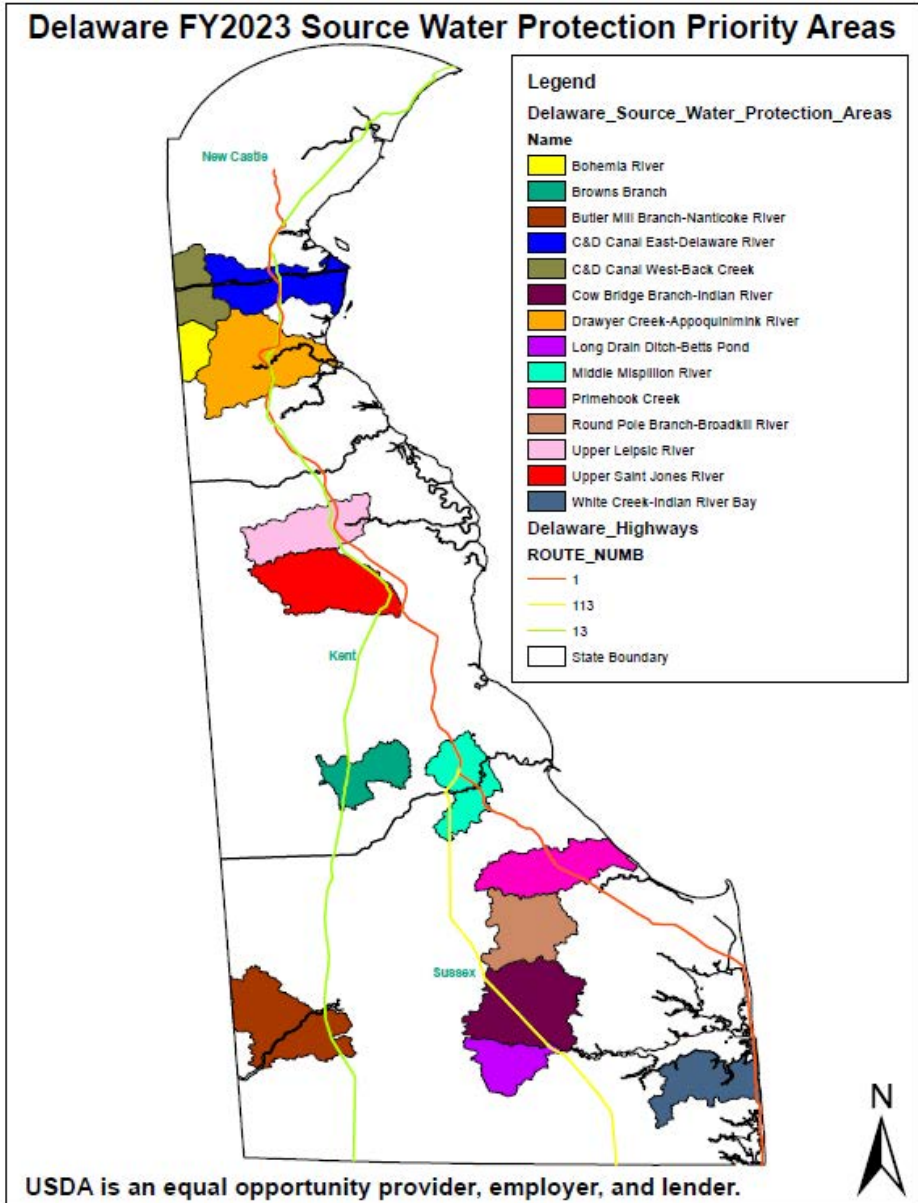 Delaware FY2023 Source Water Protection Priority Areas
Legend
Delaware_Source_Water_Protection_Areas
Name
Bohemia River
Browns Branch
Butler Mill Branch-Nanticoke River
C&D Canal East-Delaware River
C&D Canal West-Back Creek
Cow Bridge Branch-Indian River
Drawyer Creek-Appoquinimink River
Long Drain Ditch-Betts Pond
Middle Mispillion River
Primehook Creek
Round Pole Branch-Broadkill River
Upper Leipsic River
Upper Saint Jones River
White Creek-Indian River Bay
Delaware_Highways
ROUTE_NUMB
1
113
13
State Boundary
New Castle
Kent
Sussex
N
USDA is an equal opportunity provider, employer, and lender.